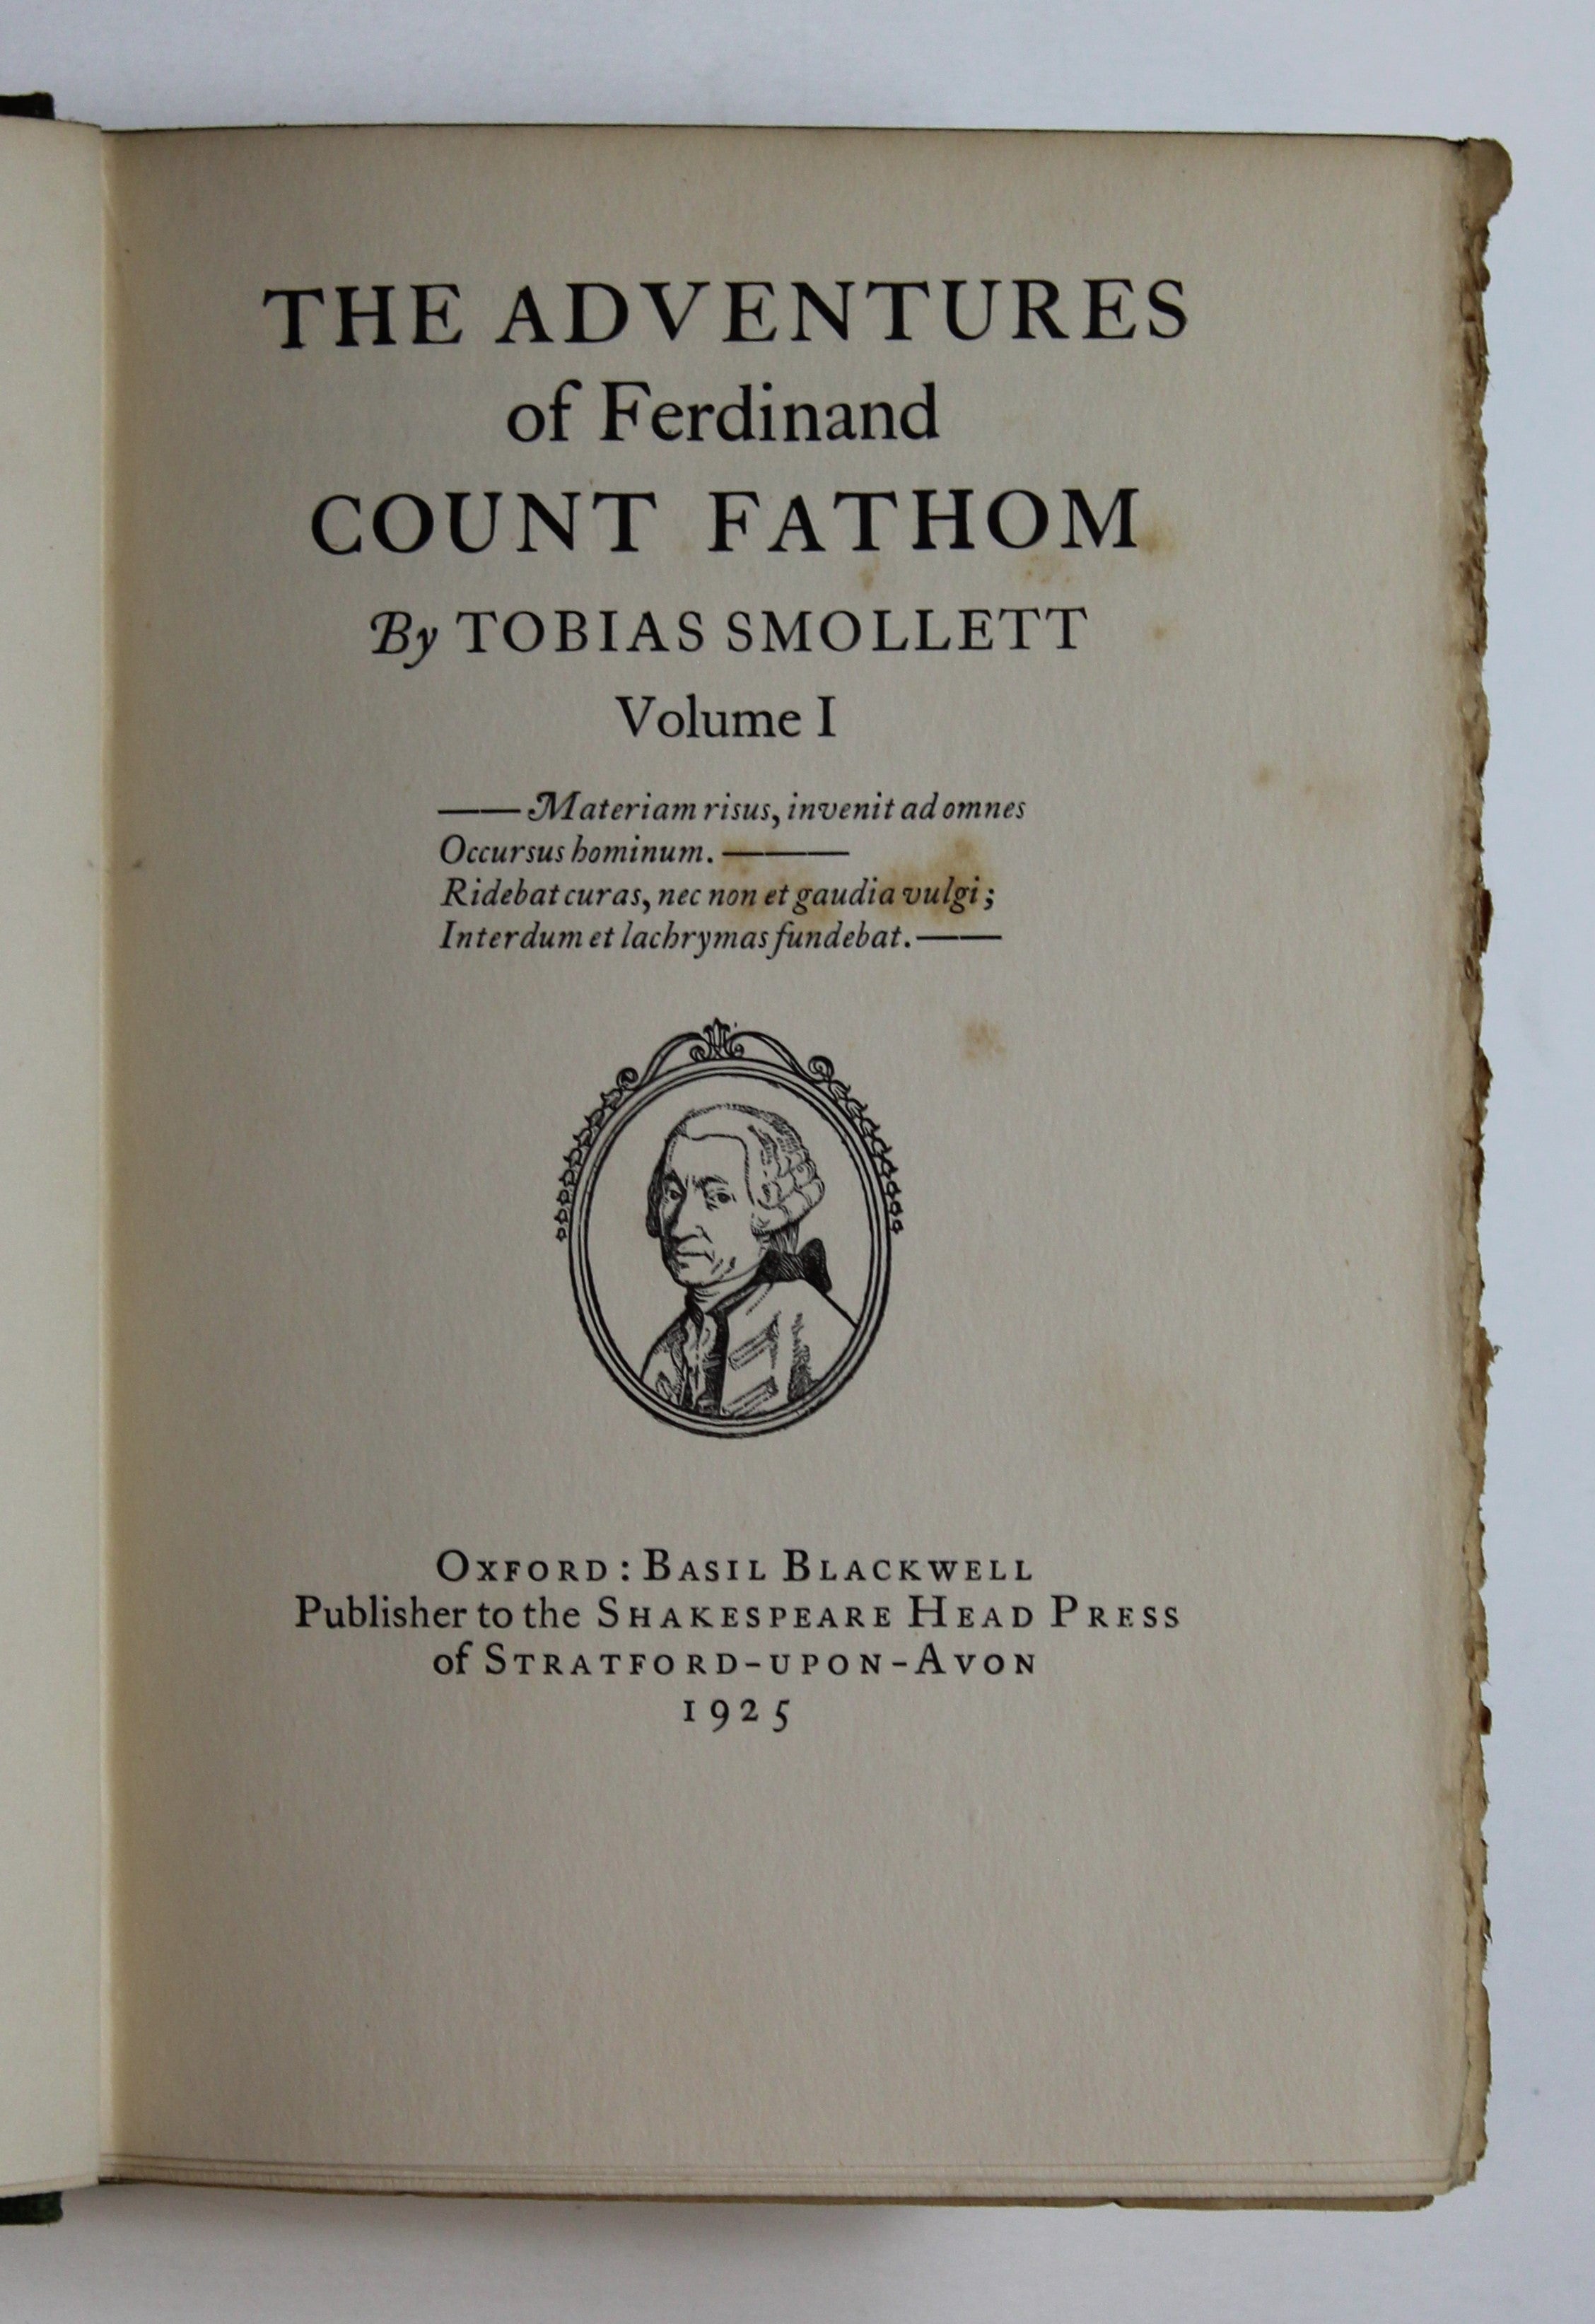 THE ADVENTURES
of Ferdinand
COUNT FATHOM
By TOBIAS SMOLLETT
Volume I
——Materiam risus, invenit ad omnes
Occursus hominum.———
Ridebat curas, nec non et gaudia vulgi;
Interdum et lachrymas fundebat.——
OXFORD: BASIL BLACKWELL
Publisher to the SHAKESPEARE HEAD PRESS
of STRATFORD-UPON-AVON
1925